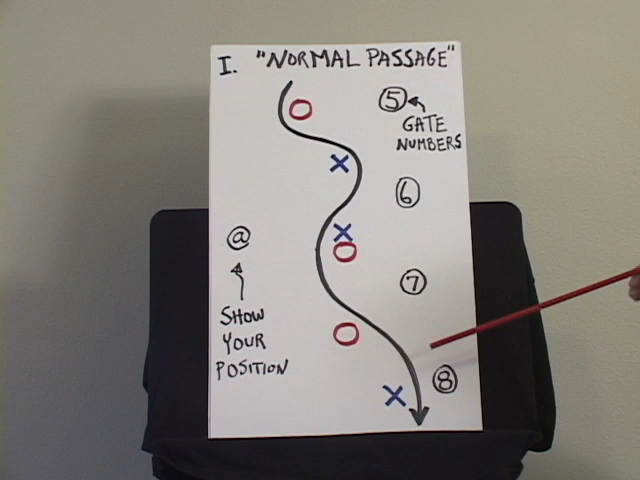 I. "NORMAL PASSAGE"
O
5
GATE
NUMBERS
X
6
@
X
O
7
SHOW
YOUR
POSITION
O
8
X